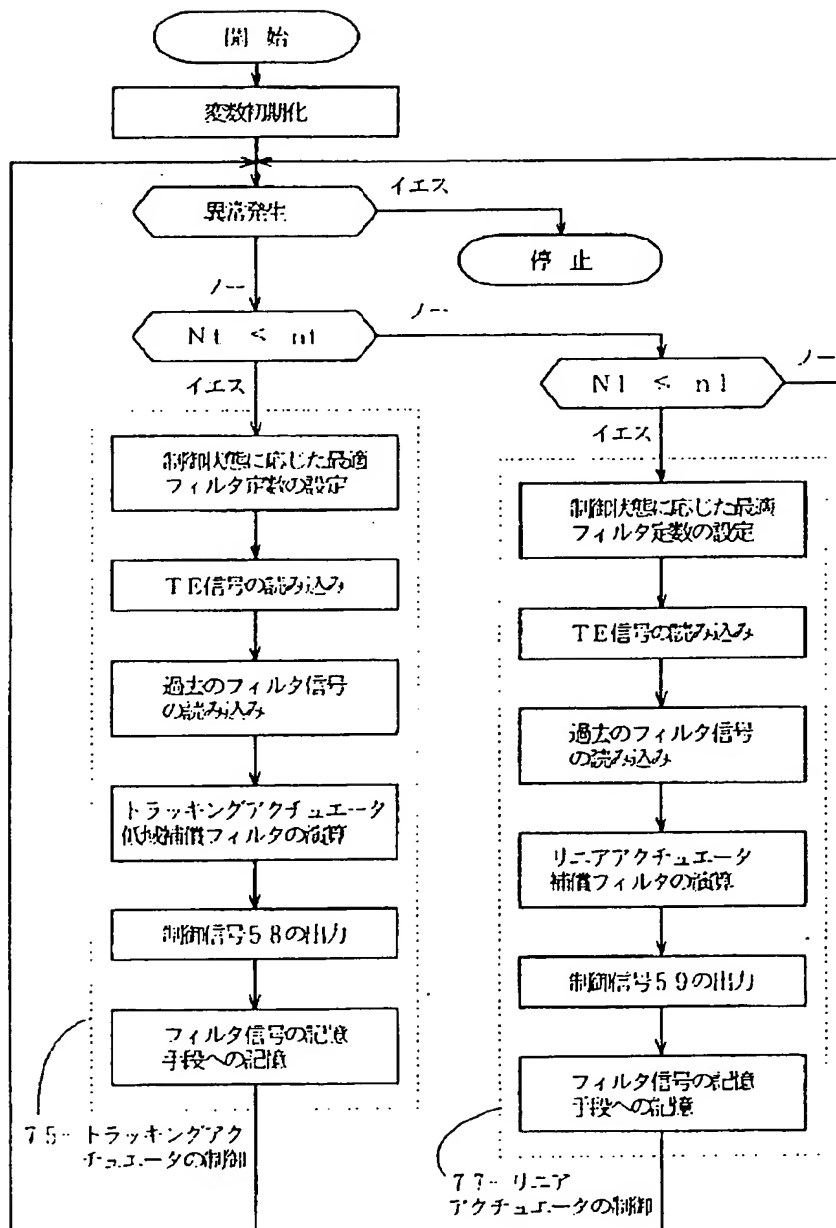 開 始
変数初期化
異常発生
イエス
停 止
ノー
Nt < nt
ノー
イエス
Nl ≤ nl
ノー
イエス
制御状態に応じた最適
フィルタ定数の設定
TE信号の読み込み
過去のフィルタ信号
の読み込み
トラッキングアクチュエータ
低域補償フィルタの演算
制御信号58の出力
フィルタ信号の記憶
手段への記憶
75-トラッキングアク
チュエータの制御
制御状態に応じた最適
フィルタ定数の設定
TE信号の読み込み
過去のフィルタ信号
の読み込み
リニアアクチュエータ
補償フィルタの演算
制御信号59の出力
フィルタ信号の記憶
手段への記憶
77-リニア
アクチュエータの制御